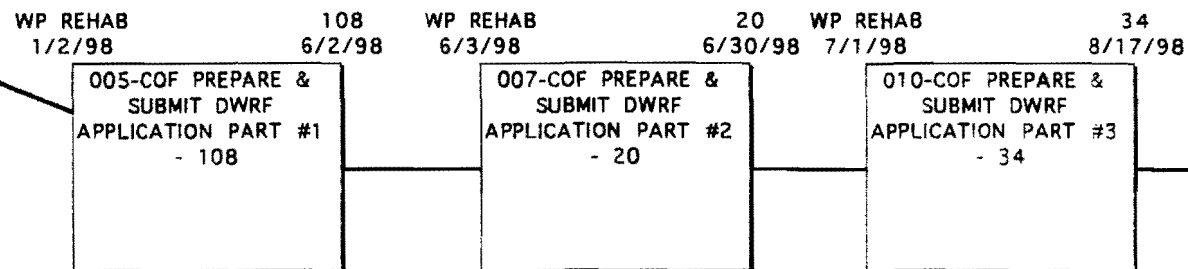 WP REHAB 108
1/2/98 6/2/98
005-COF PREPARE &
SUBMIT DWRF
APPLICATION PART #1
- 108
WP REHAB 20
6/3/98 6/30/98
007-COF PREPARE &
SUBMIT DWRF
APPLICATION PART #2
- 20
WP REHAB 34
7/1/98 8/17/98
010-COF PREPARE &
SUBMIT DWRF
APPLICATION PART #3
- 34